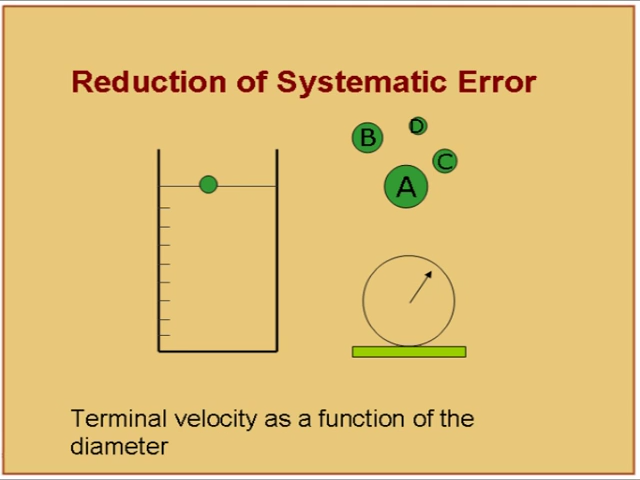 Reduction of Systematic Error
B
D
C
A
Terminal velocity as a function of the
diameter